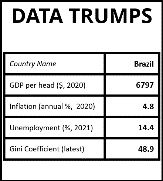 DATA TRUMPS
Country Name Brazil
GDP per head ($, 2020) 6797
Inflation (annual %, 2020) 4.8
Unemployment (%, 2021) 14.4
Gini Coefficient (latest) 48.9